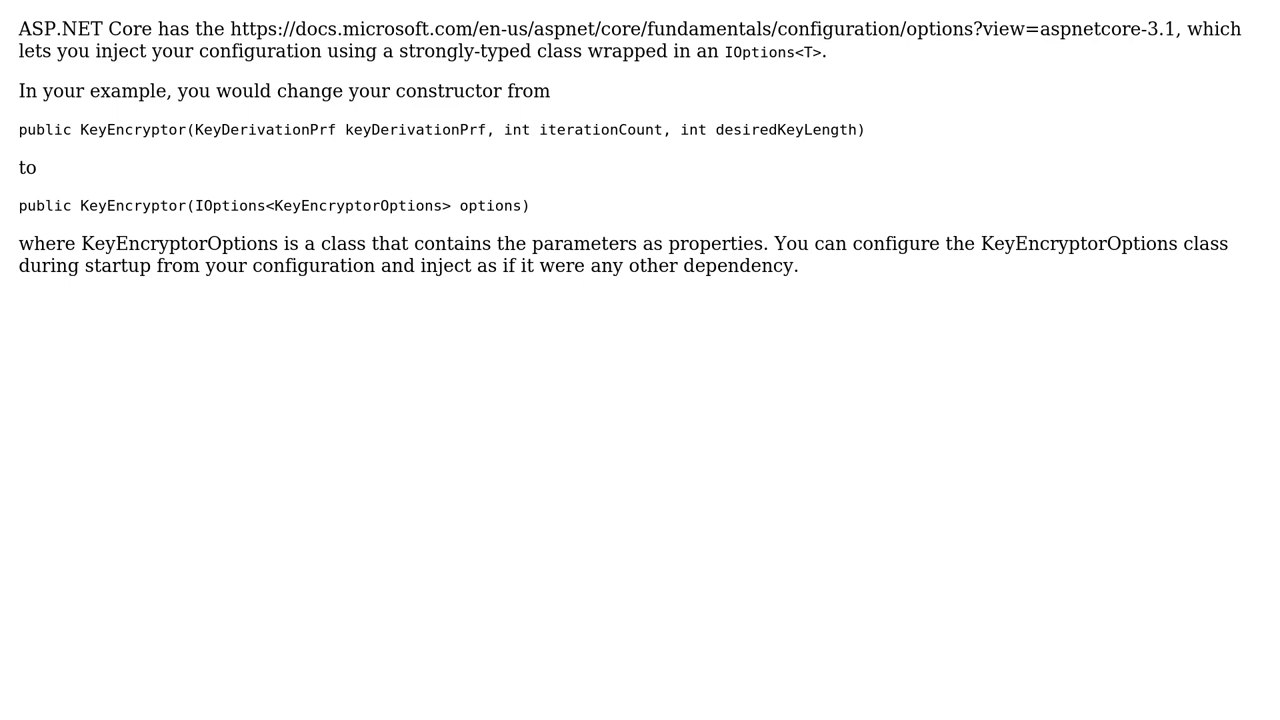 ASP.NET Core has the https://docs.microsoft.com/en-us/aspnet/core/fundamentals/configuration/options?view=aspnetcore-3.1, which
lets you inject your configuration using a strongly-typed class wrapped in an IOptions<T>.
In your example, you would change your constructor from
public KeyEncryptor(KeyDerivationPrf keyDerivationPrf, int iterationCount, int desiredKeyLength)
to
public KeyEncryptor(IOptions<KeyEncryptorOptions> options)
where KeyEncryptorOptions is a class that contains the parameters as properties. You can configure the KeyEncryptorOptions class
during startup from your configuration and inject as if it were any other dependency.